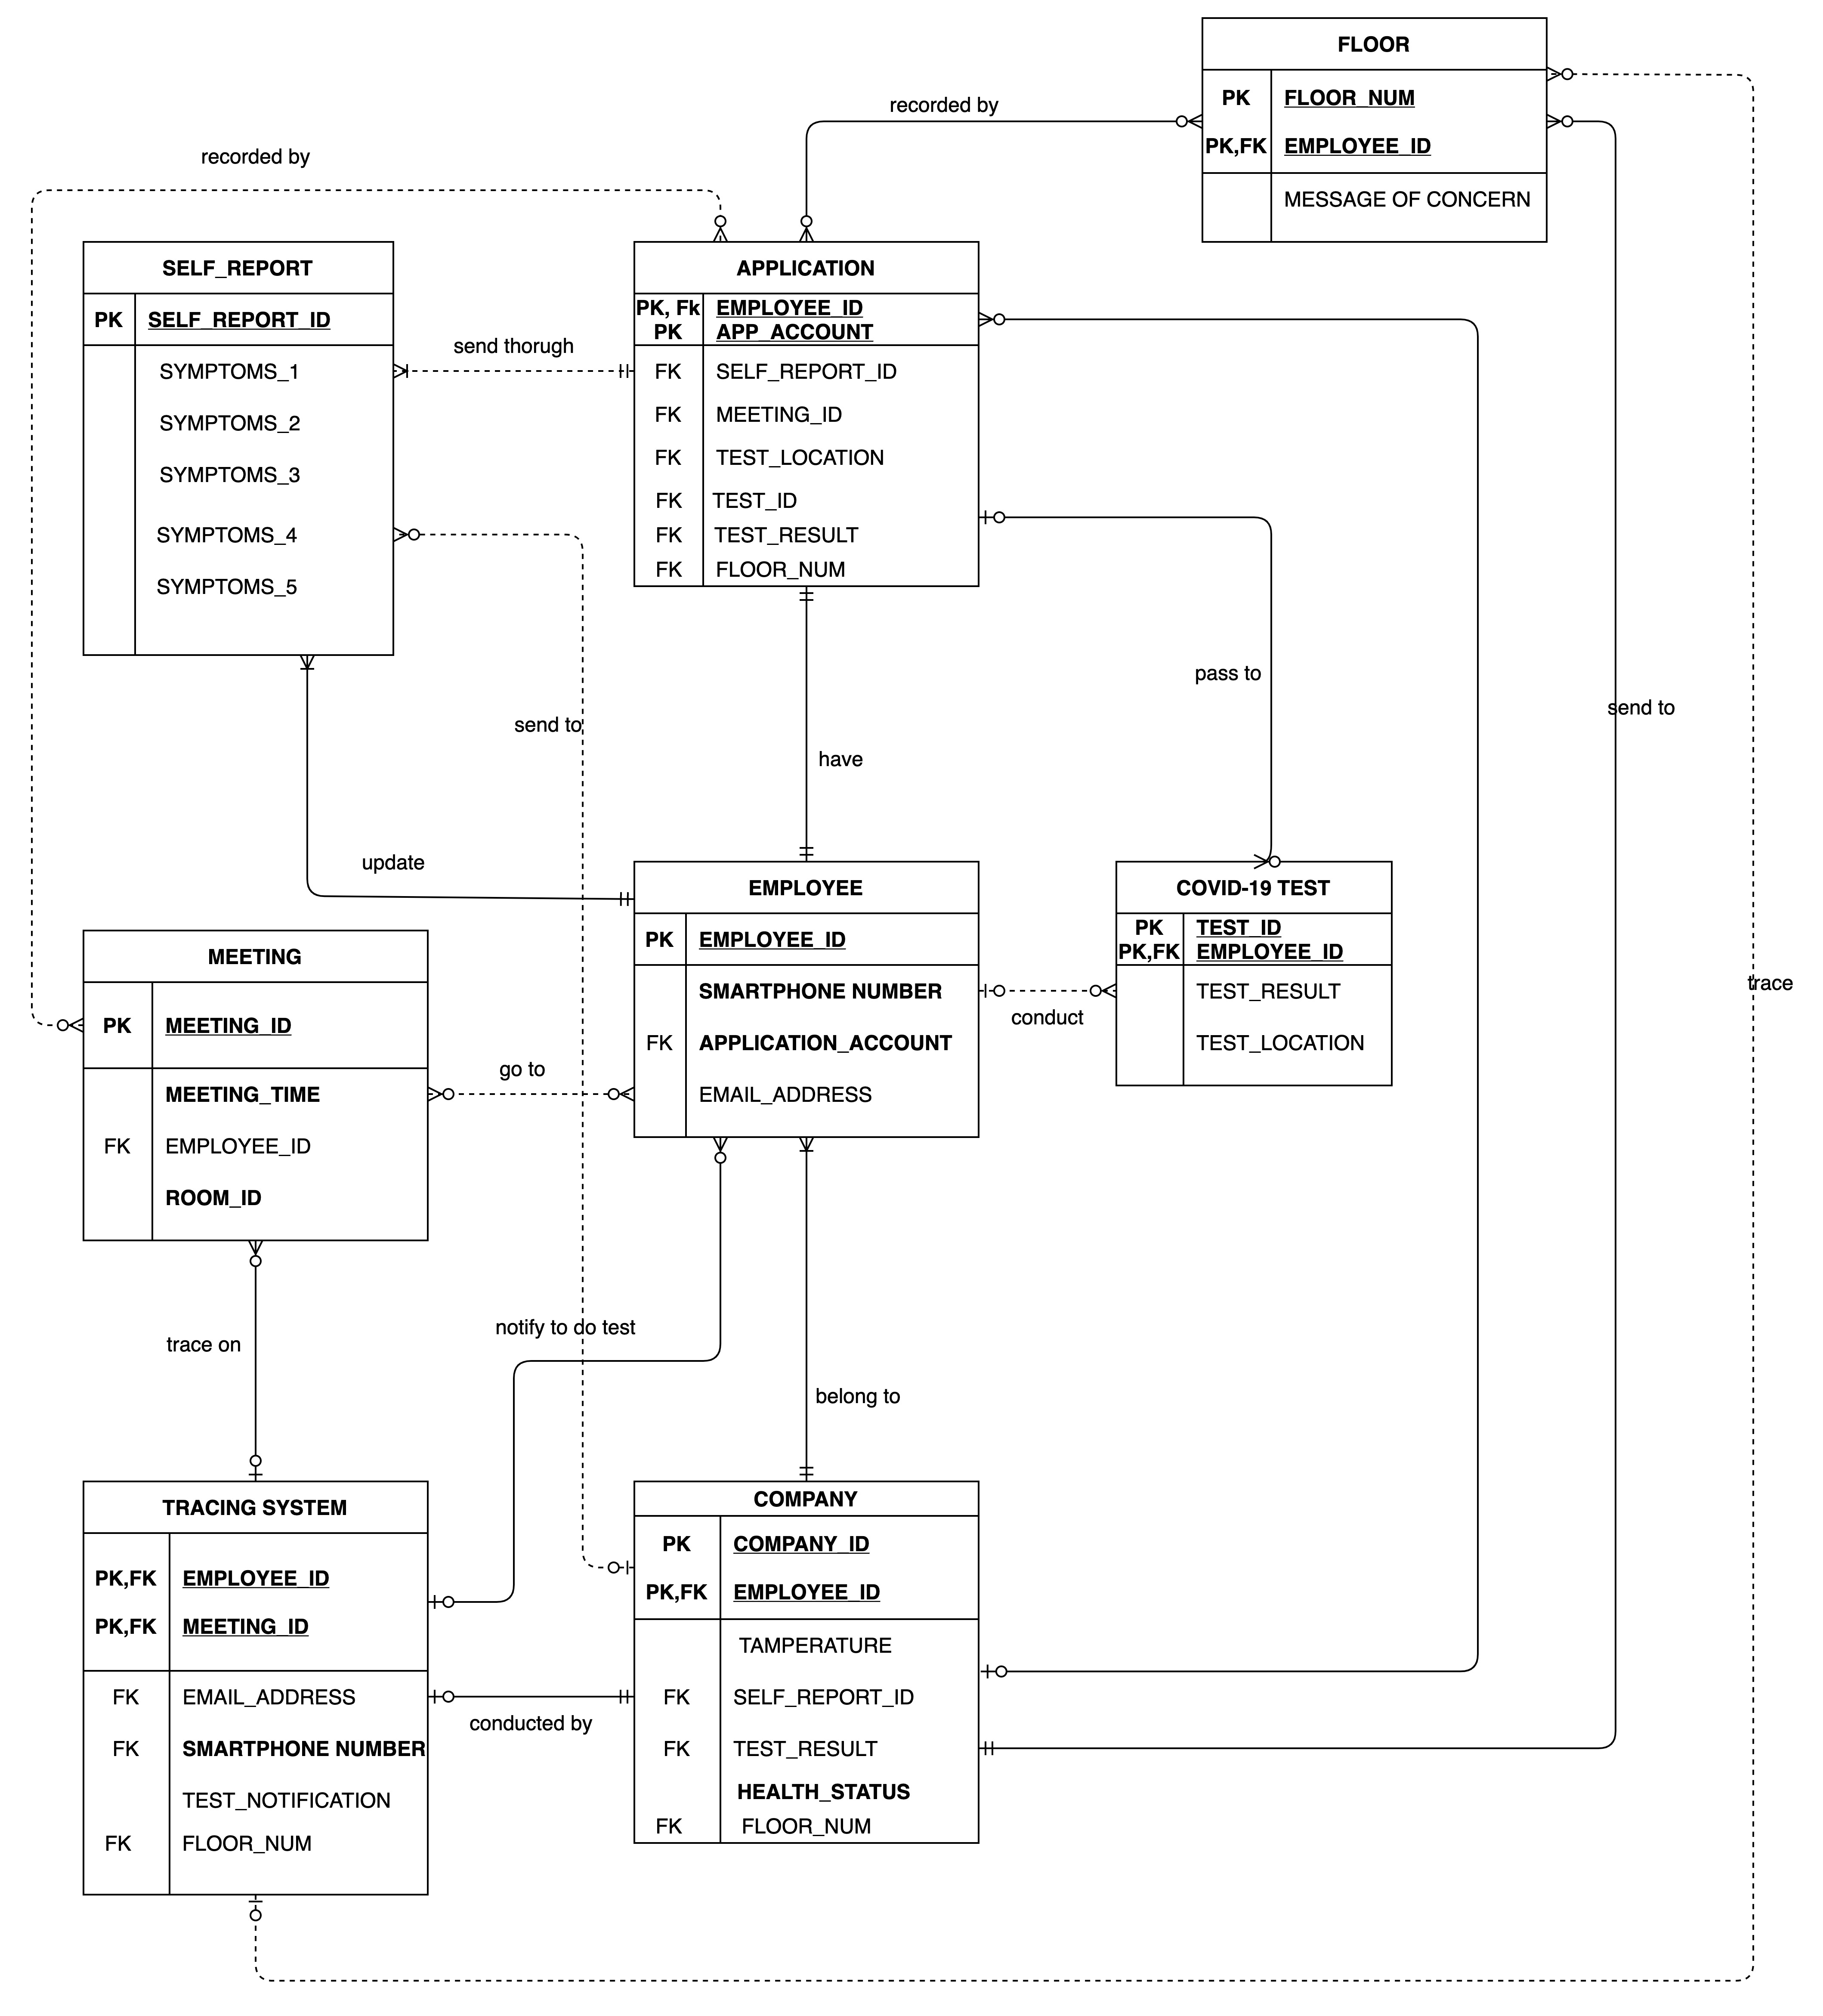 FLOOR
PK FLOOR_NUM
PK,FK EMPLOYEE_ID
MESSAGE OF CONCERN
recorded by
recorded by
SELF_REPORT
PK SELF_REPORT_ID
SYMPTOMS_1
SYMPTOMS_2
SYMPTOMS_3
SYMPTOMS_4
SYMPTOMS_5
send thorugh
APPLICATION
PK, Fk EMPLOYEE_ID
PK APP_ACCOUNT
FK SELF_REPORT_ID
FK MEETING_ID
FK TEST_LOCATION
FK TEST_ID
FK TEST_RESULT
FK FLOOR_NUM
pass to
send to
send to
have
update
EMPLOYEE
PK EMPLOYEE_ID
SMARTPHONE NUMBER
FK APPLICATION_ACCOUNT
EMAIL_ADDRESS
COVID-19 TEST
PK TEST_ID
PK,FK EMPLOYEE_ID
TEST_RESULT
TEST_LOCATION
conduct
trace
MEETING
PK MEETING_ID
MEETING_TIME
FK EMPLOYEE_ID
ROOM_ID
go to
notify to do test
trace on
belong to
TRACING SYSTEM
PK,FK EMPLOYEE_ID
PK,FK MEETING_ID
FK EMAIL_ADDRESS
FK SMARTPHONE NUMBER
TEST_NOTIFICATION
FK FLOOR_NUM
conducted by
COMPANY
PK COMPANY_ID
PK,FK EMPLOYEE_ID
TAMPERATURE
FK SELF_REPORT_ID
FK TEST_RESULT
HEALTH_STATUS
FK FLOOR_NUM